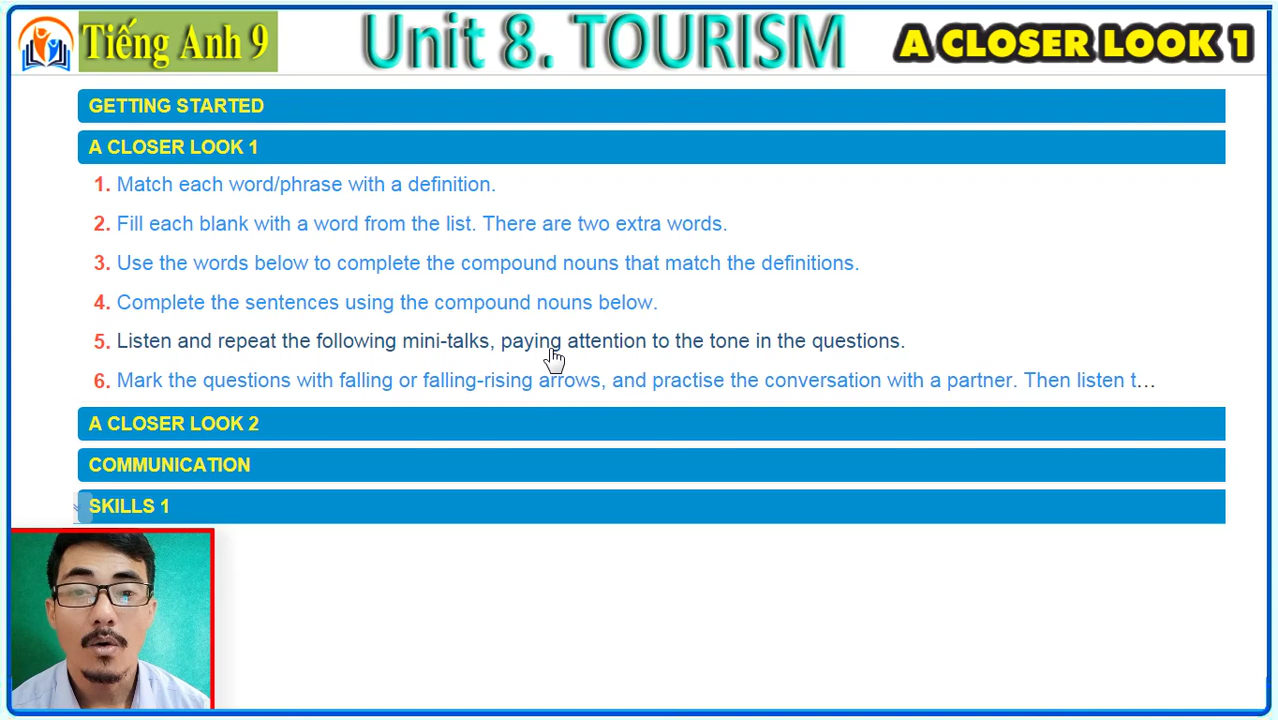 Tiếng Anh 9
Unit 8. TOURISM
A CLOSER LOOK 1
GETTING STARTED
A CLOSER LOOK 1
1. Match each word/phrase with a definition.
2. Fill each blank with a word from the list. There are two extra words.
3. Use the words below to complete the compound nouns that match the definitions.
4. Complete the sentences using the compound nouns below.
5. Listen and repeat the following mini-talks, paying attention to the tone in the questions.
6. Mark the questions with falling or falling-rising arrows, and practise the conversation with a partner. Then listen t…
A CLOSER LOOK 2
COMMUNICATION
SKILLS 1